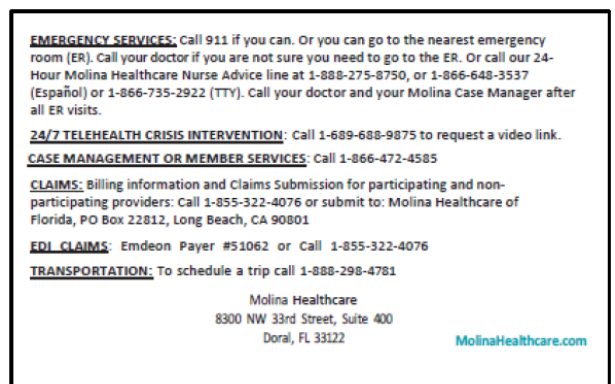 EMERGENCY SERVICES: Call 911 if you can. Or you can go to the nearest emergency
room (ER). Call your doctor if you are not sure you need to go to the ER. Or call our 24-
Hour Molina Healthcare Nurse Advice line at 1-888-275-8750, or 1-866-648-3537
(Español) or 1-866-735-2922 (TTY). Call your doctor and your Molina Case Manager after
all ER visits.
24/7 TELEHEALTH CRISIS INTERVENTION: Call 1-689-688-9875 to request a video link.
CASE MANAGEMENT OR MEMBER SERVICES: Call 1-866-472-4585
CLAIMS: Billing information and Claims Submission for participating and non-
participating providers: Call 1-855-322-4076 or submit to: Molina Healthcare of
Florida, PO Box 22812, Long Beach, CA 90801
EDI CLAIMS: Emdeon Payer #51062 or Call 1-855-322-4076
TRANSPORTATION: To schedule a trip call 1-888-298-4781
Molina Healthcare
8300 NW 33rd Street, Suite 400
Doral, FL 33122
MolinaHealthcare.com